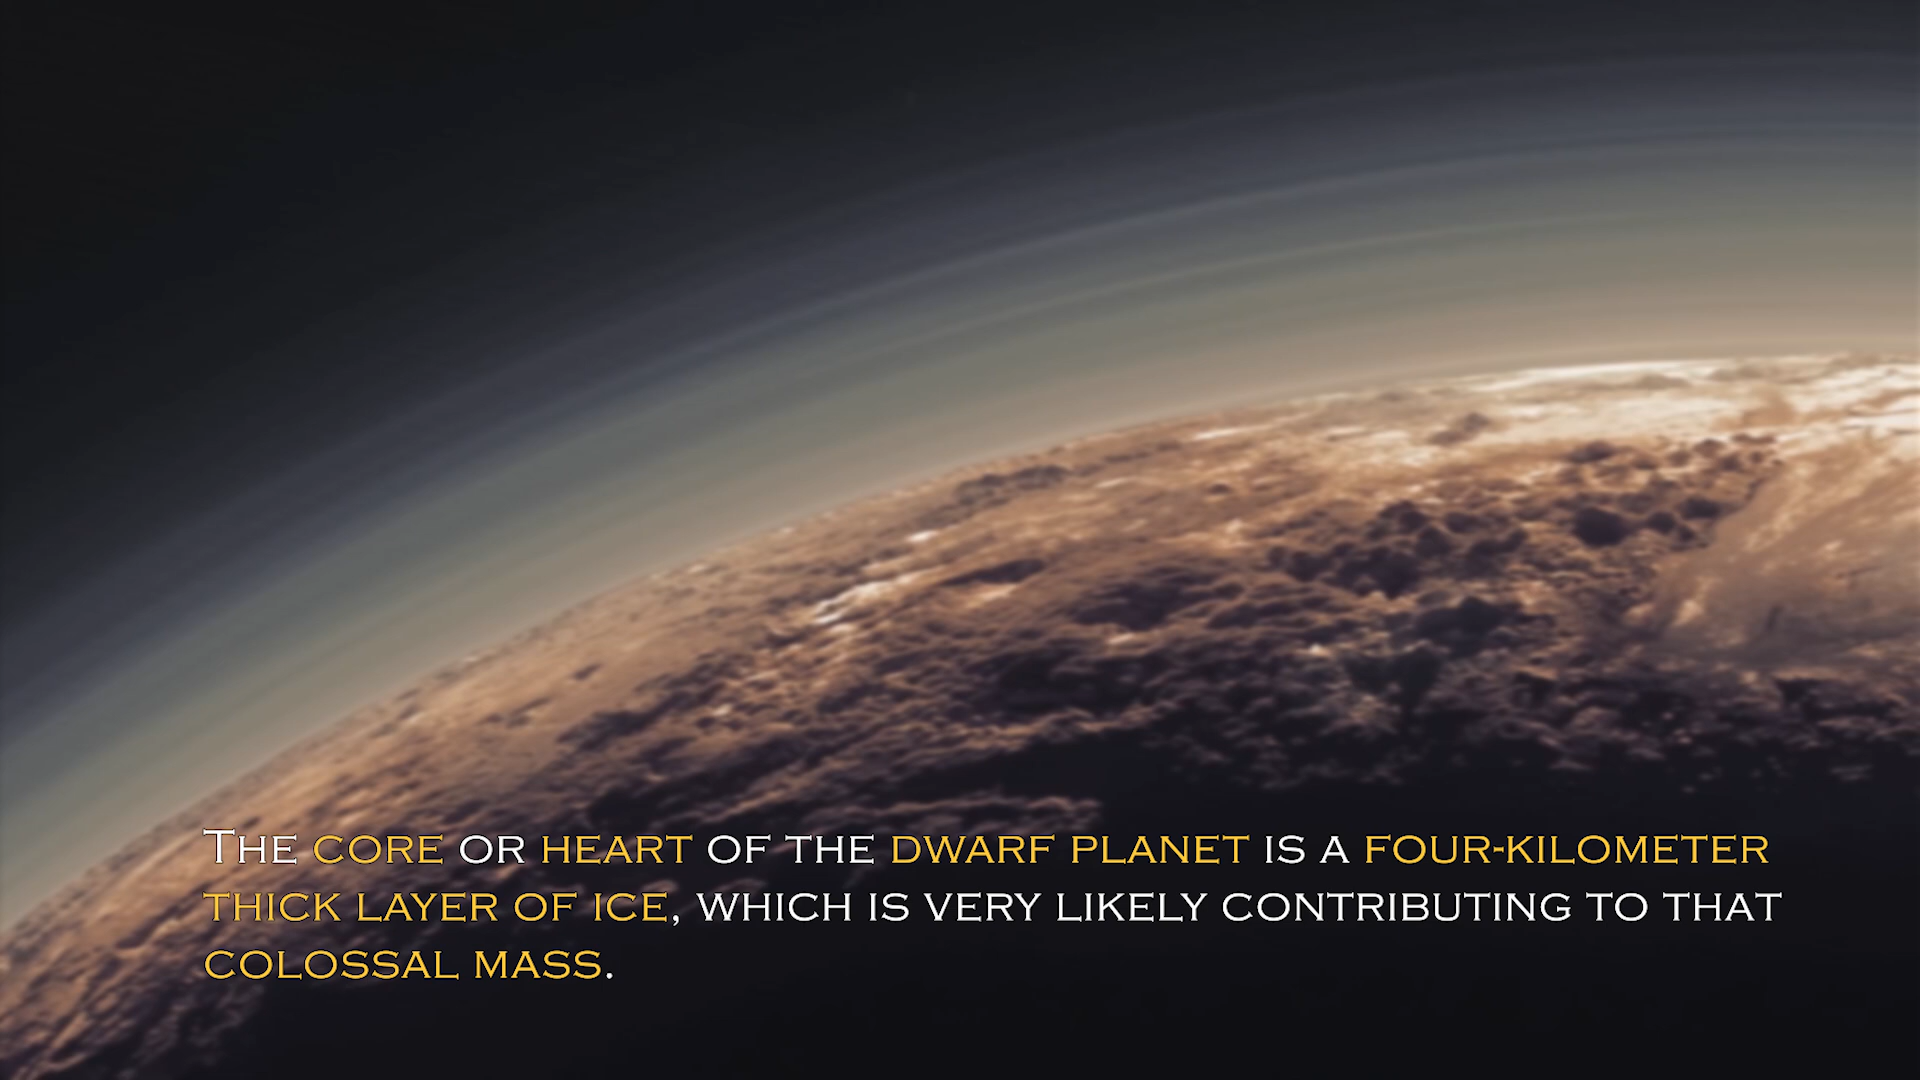 The core or heart of the dwarf planet is a four-kilometer
thick layer of ice, which is very likely contributing to that
colossal mass.